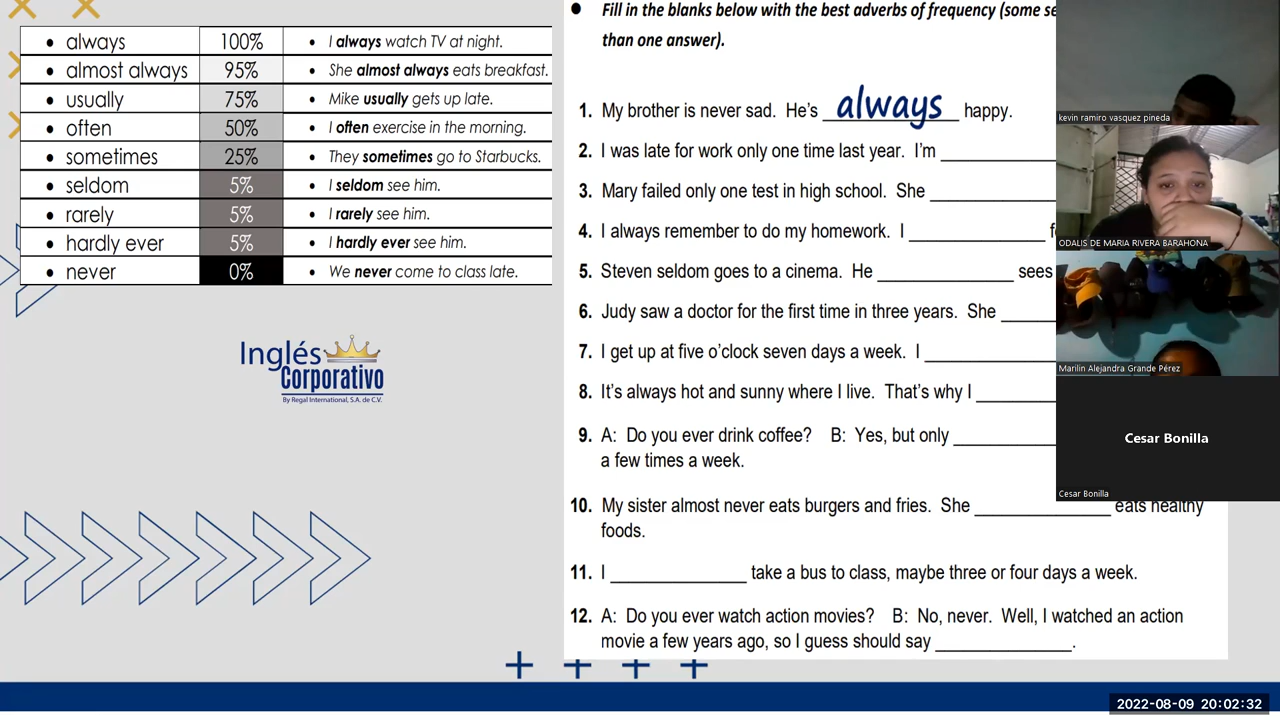 always 100% I always watch TV at night.
almost always 95% She almost always eats breakfast.
usually 75% Mike usually gets up late.
often 50% I often exercise in the morning.
sometimes 25% They sometimes go to Starbucks.
seldom 5% I seldom see him.
rarely 5% I rarely see him.
hardly ever 5% I hardly ever see him.
never 0% We never come to class late.
Inglés
Corporativo
By Regal International, S.A. de C.V.
Fill in the blanks below with the best adverbs of frequency (some se
than one answer).
1. My brother is never sad. He's always happy.
2. I was late for work only one time last year. I'm ______________
3. Mary failed only one test in high school. She ______________
4. I always remember to do my homework. I ______________ f
5. Steven seldom goes to a cinema. He ______________ sees
6. Judy saw a doctor for the first time in three years. She ______
7. I get up at five o'clock seven days a week. I ______________
8. It's always hot and sunny where I live. That's why I ________
9. A: Do you ever drink coffee? B: Yes, but only ____________
a few times a week.
10. My sister almost never eats burgers and fries. She ______________ eats healthy
foods.
11. I ______________ take a bus to class, maybe three or four days a week.
12. A: Do you ever watch action movies? B: No, never. Well, I watched an action
movie a few years ago, so I guess should say ______________.
kevin ramiro vasquez pineda
ODALIS DE MARIA RIVERA BARAHONA
Marilin Alejandra Grande Pérez
Cesar Bonilla
Cesar Bonilla
2022-08-09 20:02:32